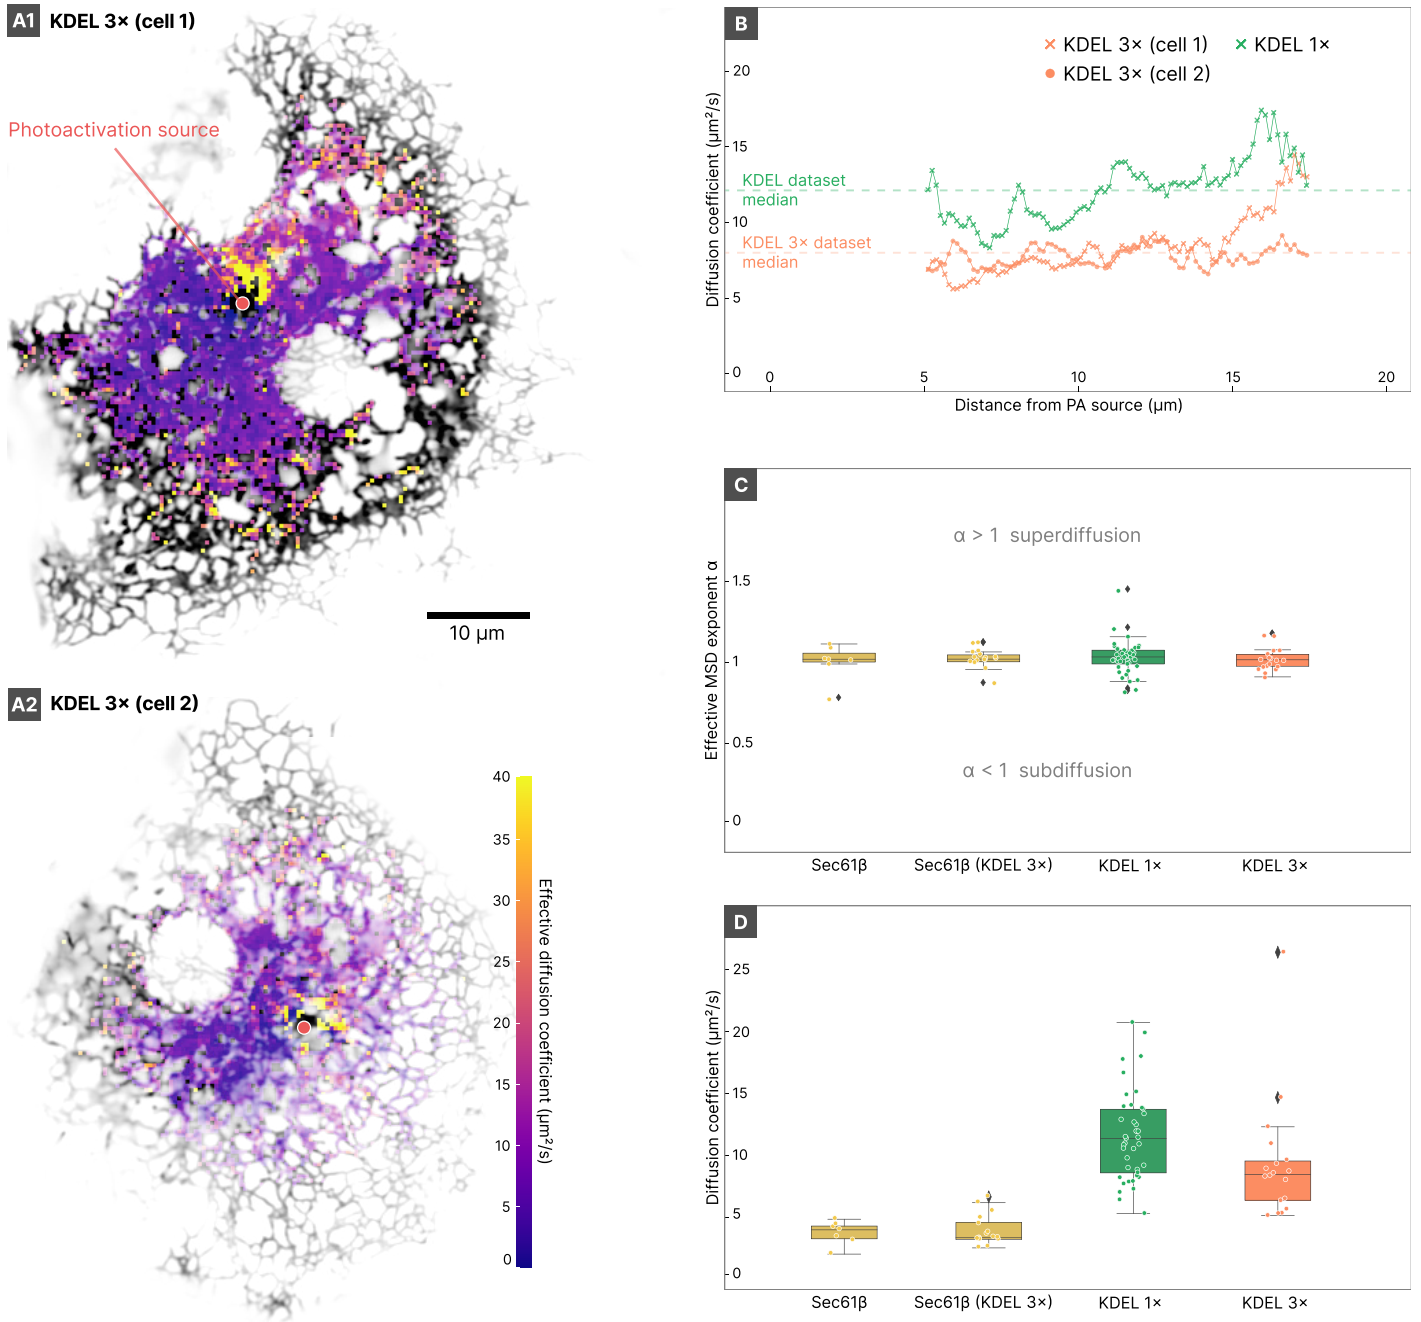 A1 KDEL 3× (cell 1)
Photoactivation source
10 µm
A2 KDEL 3× (cell 2)
40
35
30
25
20
15
10
5
0
Effective diffusion coefficient (µm²/s)
B
KDEL 3× (cell 1) KDEL 1×
KDEL 3× (cell 2)
Diffusion coefficient (µm²/s)
20
15
10
5
0
KDEL dataset
median
KDEL 3× dataset
median
0 5 10 15 20
Distance from PA source (µm)
C
α > 1 superdiffusion
Effective MSD exponent α
1.5
1
0.5
0
α < 1 subdiffusion
Sec61β Sec61β (KDEL 3×) KDEL 1× KDEL 3×
D
Diffusion coefficient (µm²/s)
25
20
15
10
5
0
Sec61β Sec61β (KDEL 3×) KDEL 1× KDEL 3×